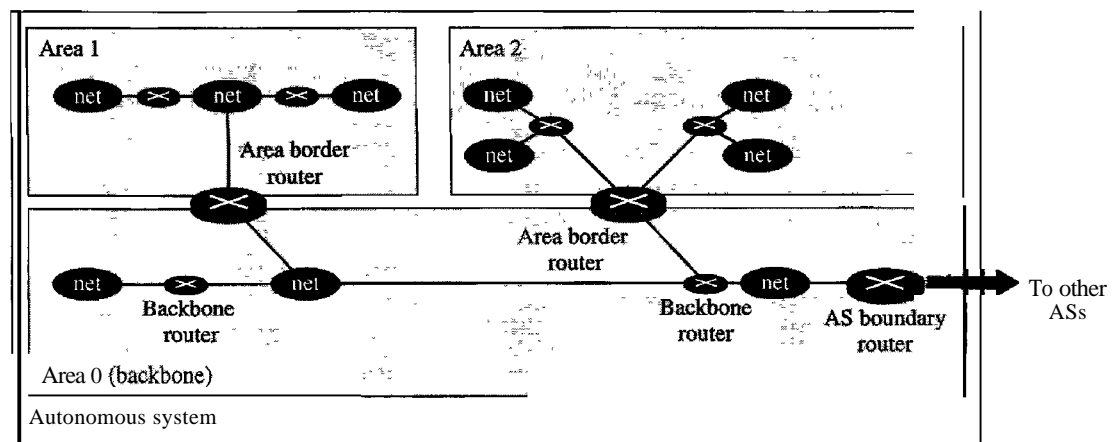 Area 1
Area 2
net
net
net
net
net
net
net
Area border
router
Area border
router
net
net
net
Backbone
router
Backbone
router
AS boundary
router
To other
ASs
Area 0 (backbone)
Autonomous system